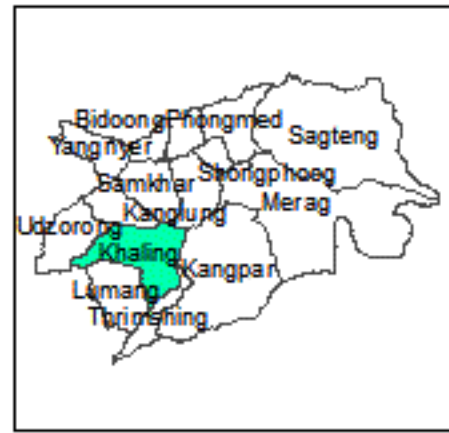 Bidoong Phongmed
Sagteng
Yangnyer
Shongphoeg
Samkhar
Merag
Kanglung
Udzorong
Khaling
Kangpar
Lumang
Thrimshing